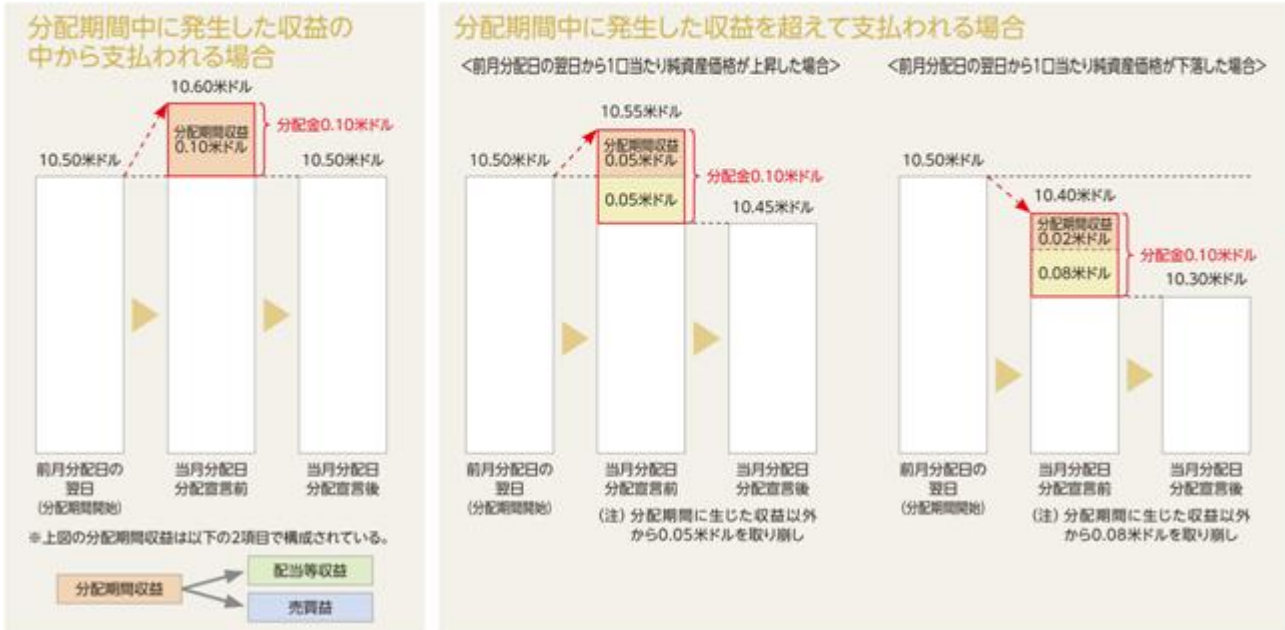 分配期間中に発生した収益の
中から支払われる場合
10.60米ドル
分配期間収益
0.10米ドル
分配金0.10米ドル
10.50米ドル
10.50米ドル
前月分配日の
翌日
(分配期間開始)
当月分配日
分配宣言前
当月分配日
分配宣言後
※上図の分配期間収益は以下の2項目で構成されている。
分配期間収益
配当等収益
売買益
分配期間中に発生した収益を超えて支払われる場合
<前月分配日の翌日から1口当たり純資産価格が上昇した場合>
10.55米ドル
10.50米ドル
分配期間収益
0.05米ドル
分配金0.10米ドル
0.05米ドル
10.45米ドル
前月分配日の
翌日
(分配期間開始)
当月分配日
分配宣言前
当月分配日
分配宣言後
(注) 分配期間に生じた収益以外
から0.05米ドルを取り崩し
<前月分配日の翌日から1口当たり純資産価格が下落した場合>
10.50米ドル
10.40米ドル
分配期間収益
0.02米ドル
分配金0.10米ドル
0.08米ドル
10.30米ドル
前月分配日の
翌日
(分配期間開始)
当月分配日
分配宣言前
当月分配日
分配宣言後
(注) 分配期間に生じた収益以外
から0.08米ドルを取り崩し